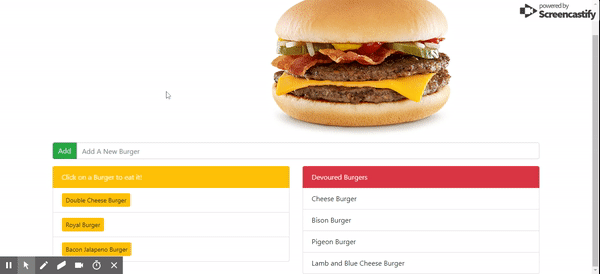 powered by
Screencastify
Add Add A New Burger
Click on a Burger to eat it!
Double Cheese Burger
Royal Burger
Bacon Jalapeno Burger
Devoured Burgers
Cheese Burger
Bison Burger
Pigeon Burger
Lamb and Blue Cheese Burger